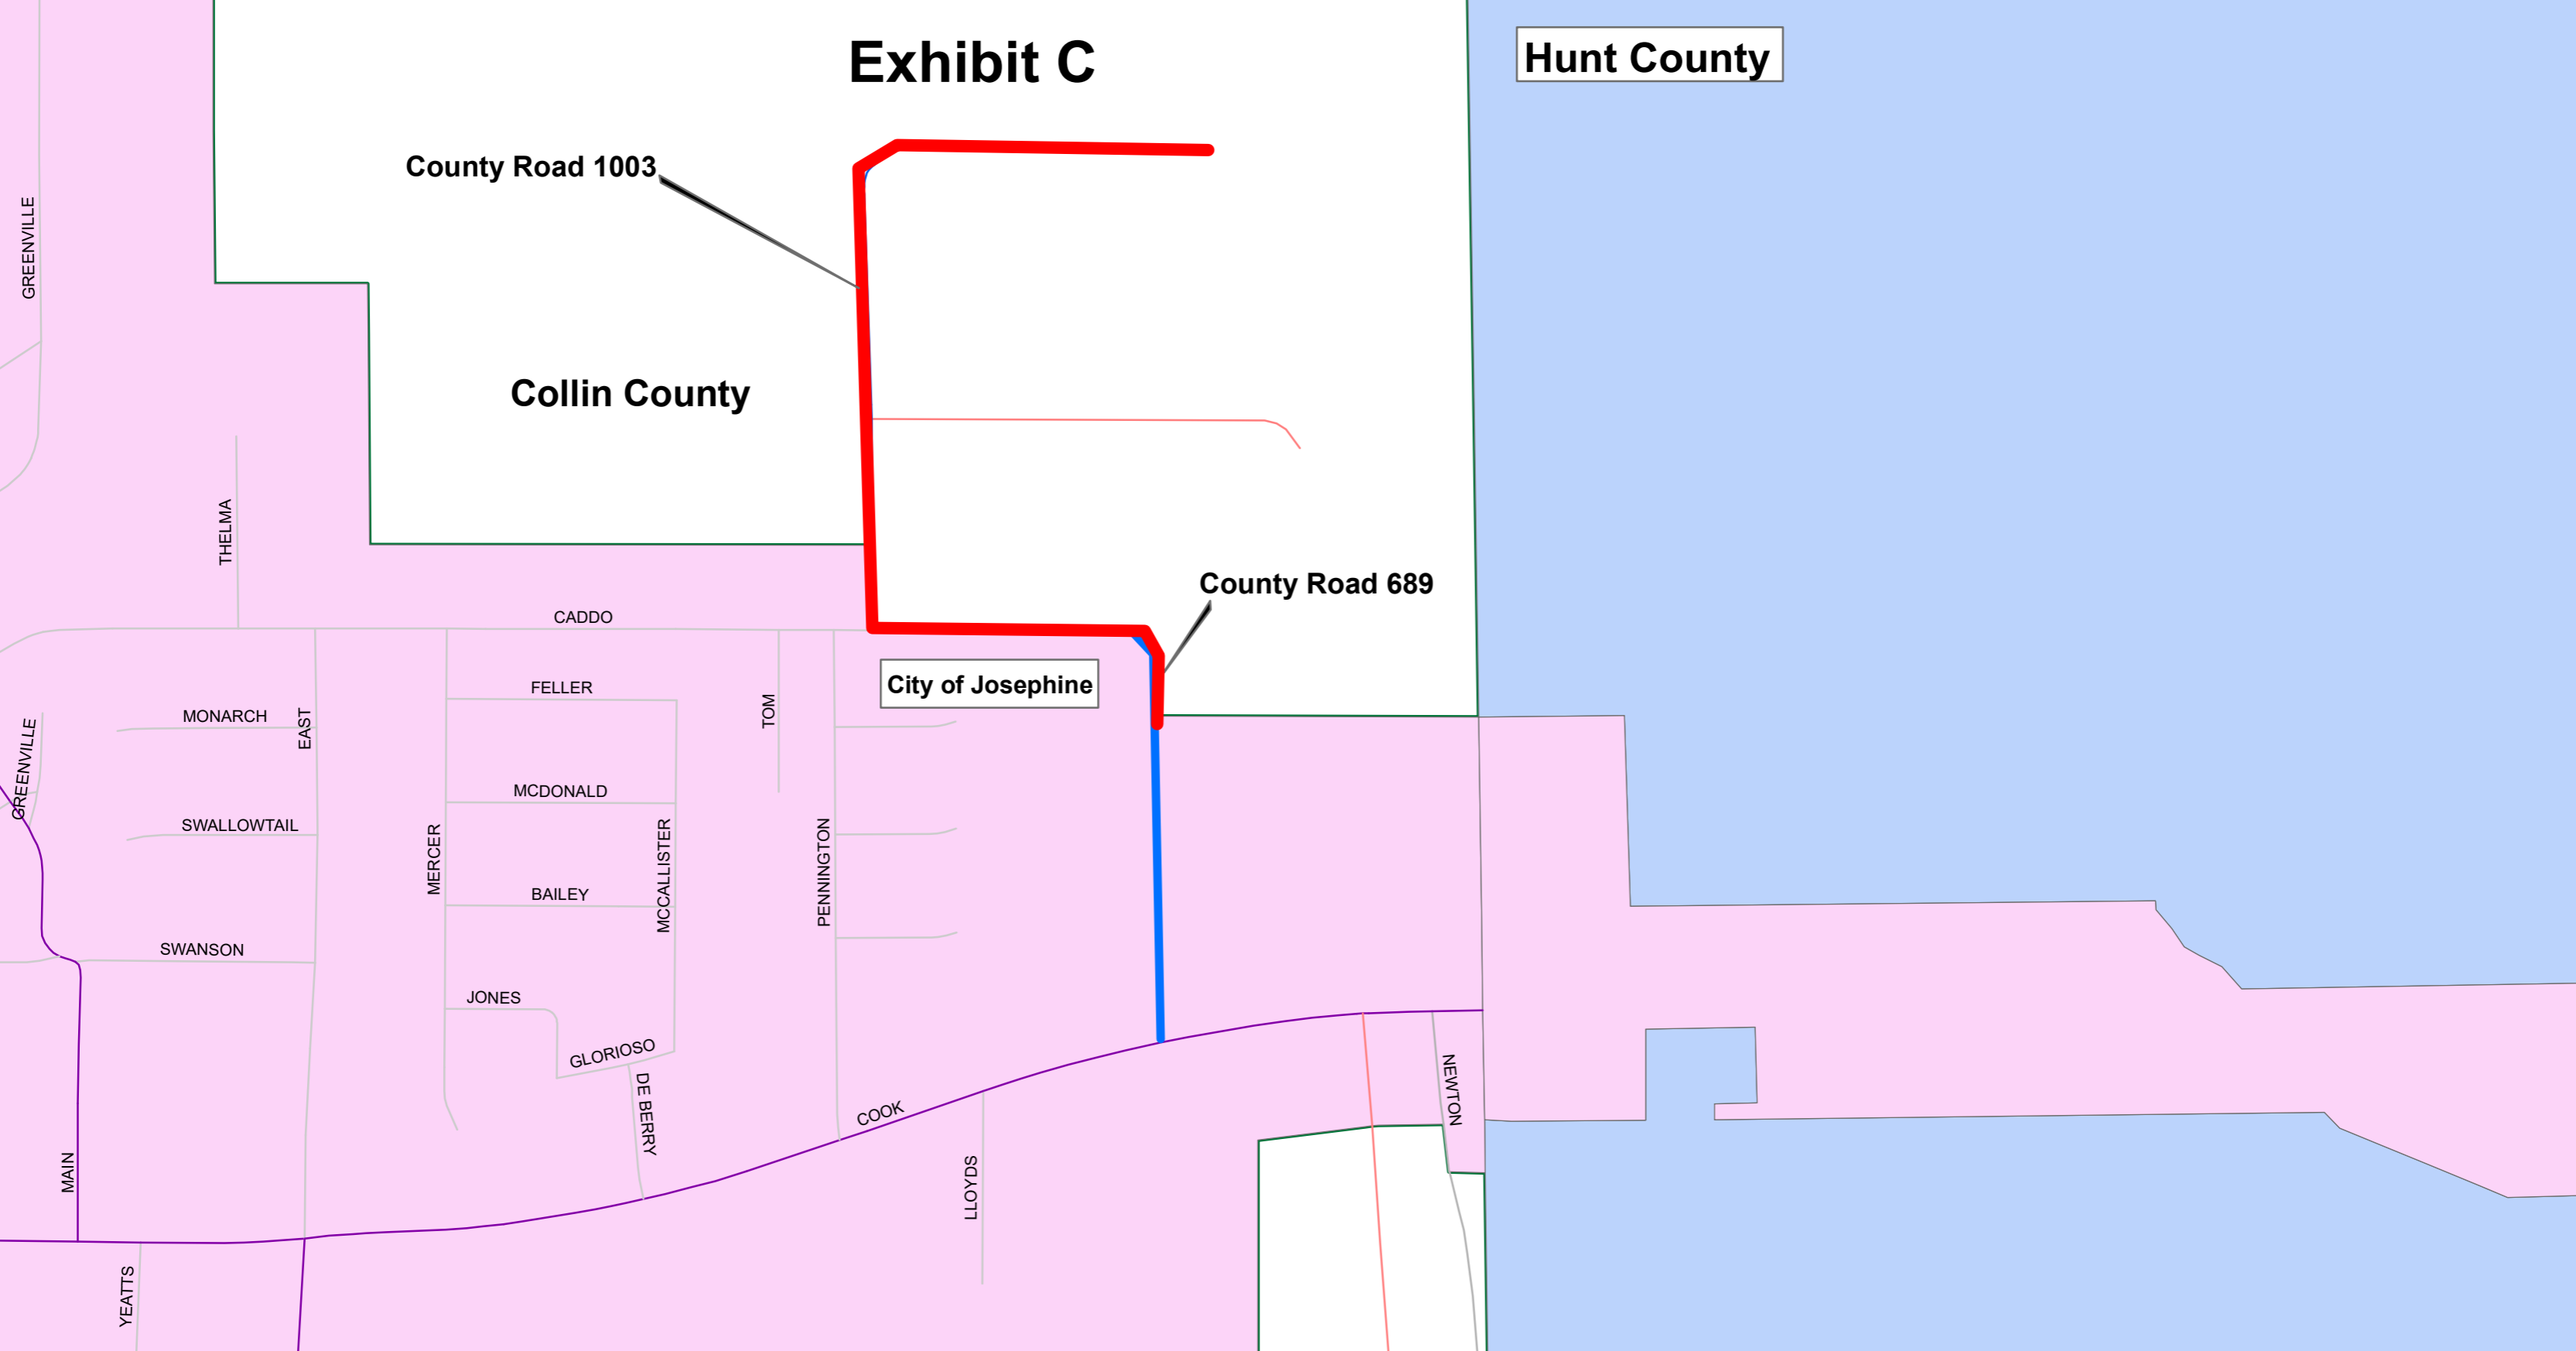 Exhibit C
Hunt County
County Road 1003
GREENVILLE
Collin County
THELMA
County Road 689
CADDO
City of Josephine
FELLER
MONARCH
EAST
TOM
GREENVILLE
MCDONALD
SWALLOWTAIL
MERCER
MCCALLISTER
PENNINGTON
BAILEY
SWANSON
JONES
GLORIOSO
DE BERRY
COOK
NEWTON
MAIN
LLOYDS
YEATTS